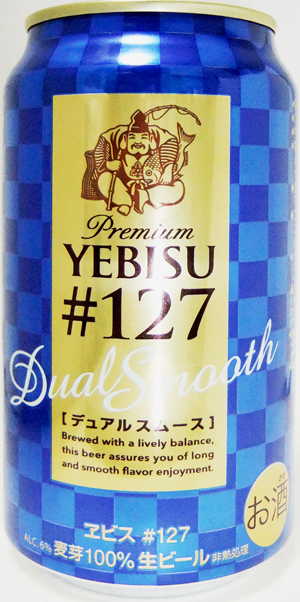 Premium
YEBISU
#127
Dual Smooth
[デュアルスムース]
Brewed with a lively balance,
this beer assures you of long
and smooth flavor enjoyment.
お酒
ヱビス #127
ALC. 6% 麦芽100% 生ビール 非熱処理